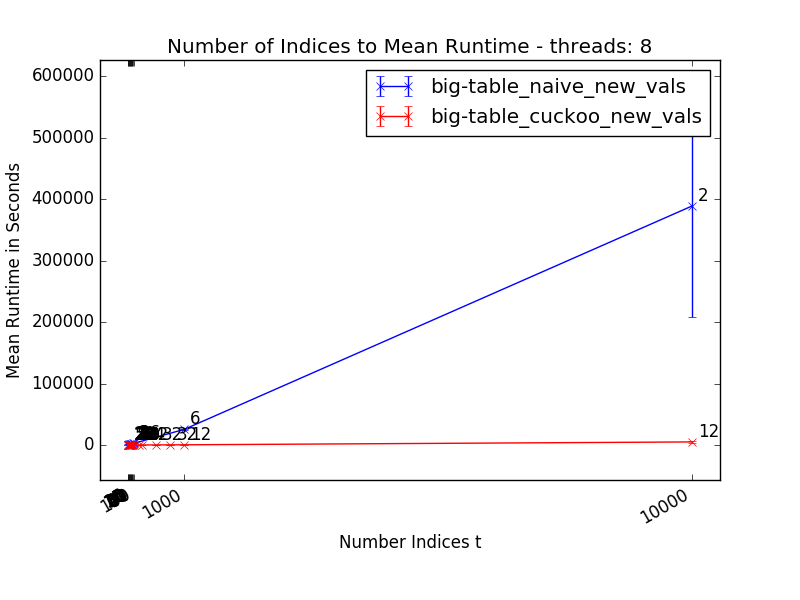 Number of Indices to Mean Runtime - threads: 8
big-table_naive_new_vals
big-table_cuckoo_new_vals
Mean Runtime in Seconds
600000
500000
400000
300000
200000
100000
0
2
6
12
12
1000
10000
Number Indices t